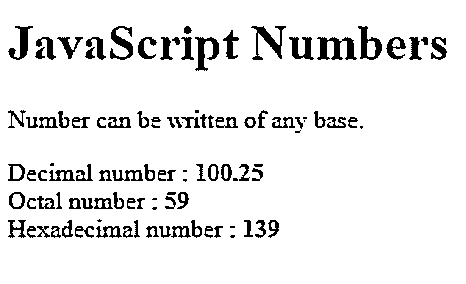 JavaScript Numbers
Number can be written of any base.
Decimal number : 100.25
Octal number : 59
Hexadecimal number : 139